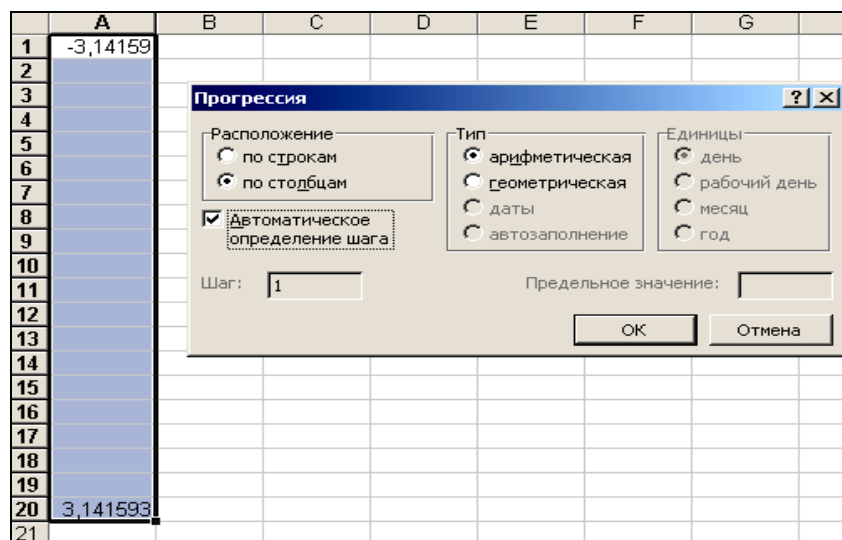 A B C D E F G
1 -3,14159
2
3
4
5
6
7
8
9
10
11
12
13
14
15
16
17
18
19
20 3,141593
21
Прогрессия ? ×
Расположение
по строкам
по столбцам
Автоматическое
определение шага
Тип
арифметическая
геометрическая
даты
автозаполнение
Единицы
день
рабочий день
месяц
год
Шаг: 1
Предельное значение:
ОК Отмена